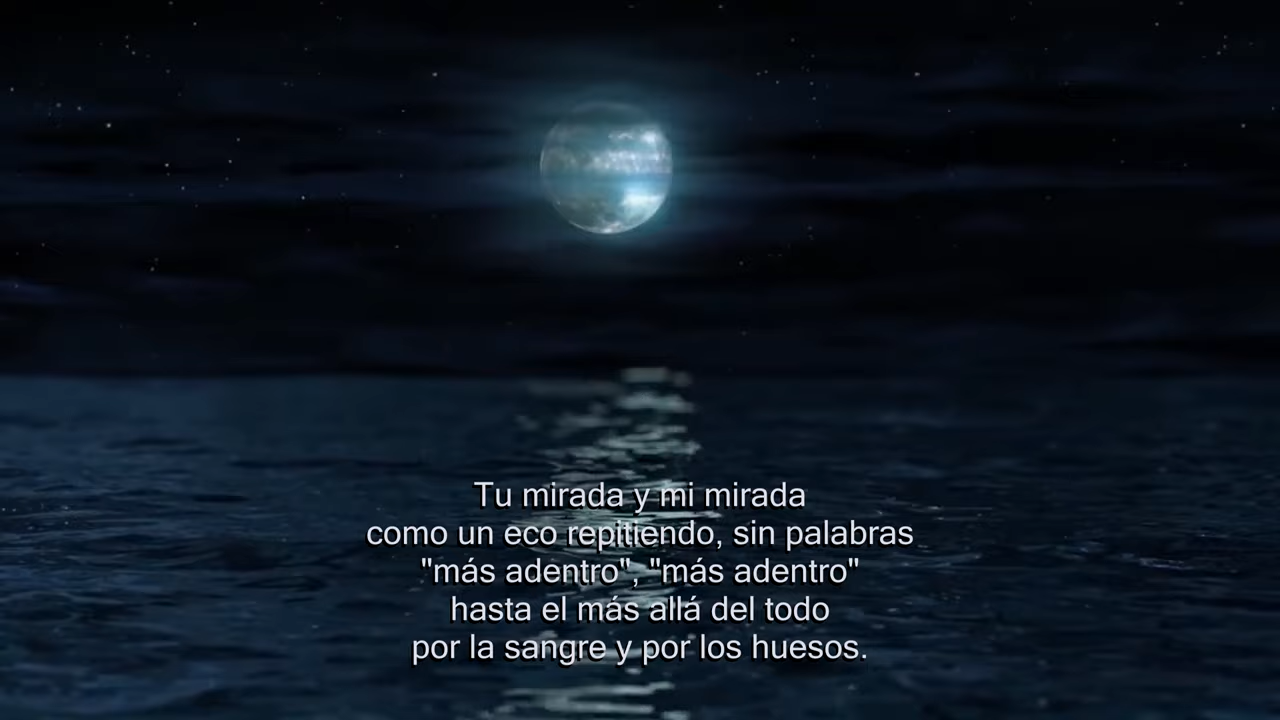 Tu mirada y mi mirada
como un eco repitiendo, sin palabras
"más adentro", "más adentro"
hasta el más allá del todo
por la sangre y por los huesos.